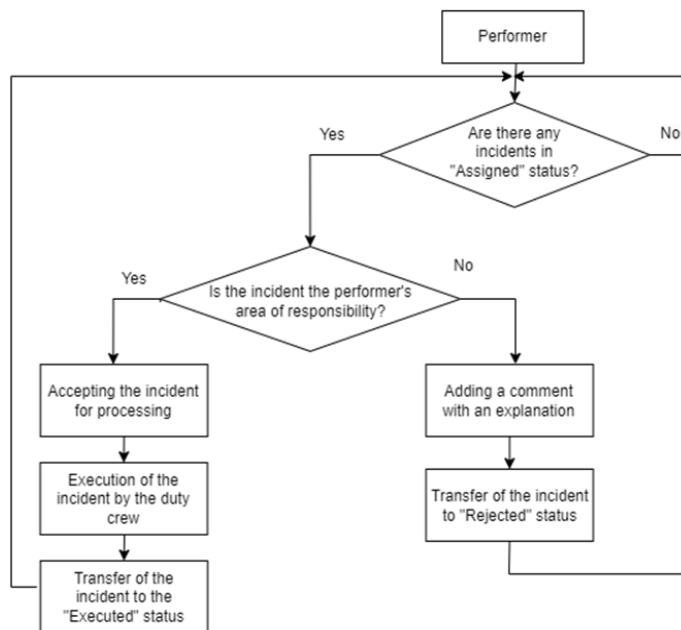 Performer
Are there any
incidents in
"Assigned" status?
Yes
No
Is the incident the performer's
area of responsibility?
Yes
No
Accepting the incident
for processing
Adding a comment
with an explanation
Execution of the
incident by the duty
crew
Transfer of the incident
to "Rejected" status
Transfer of the
incident to the
"Executed" status